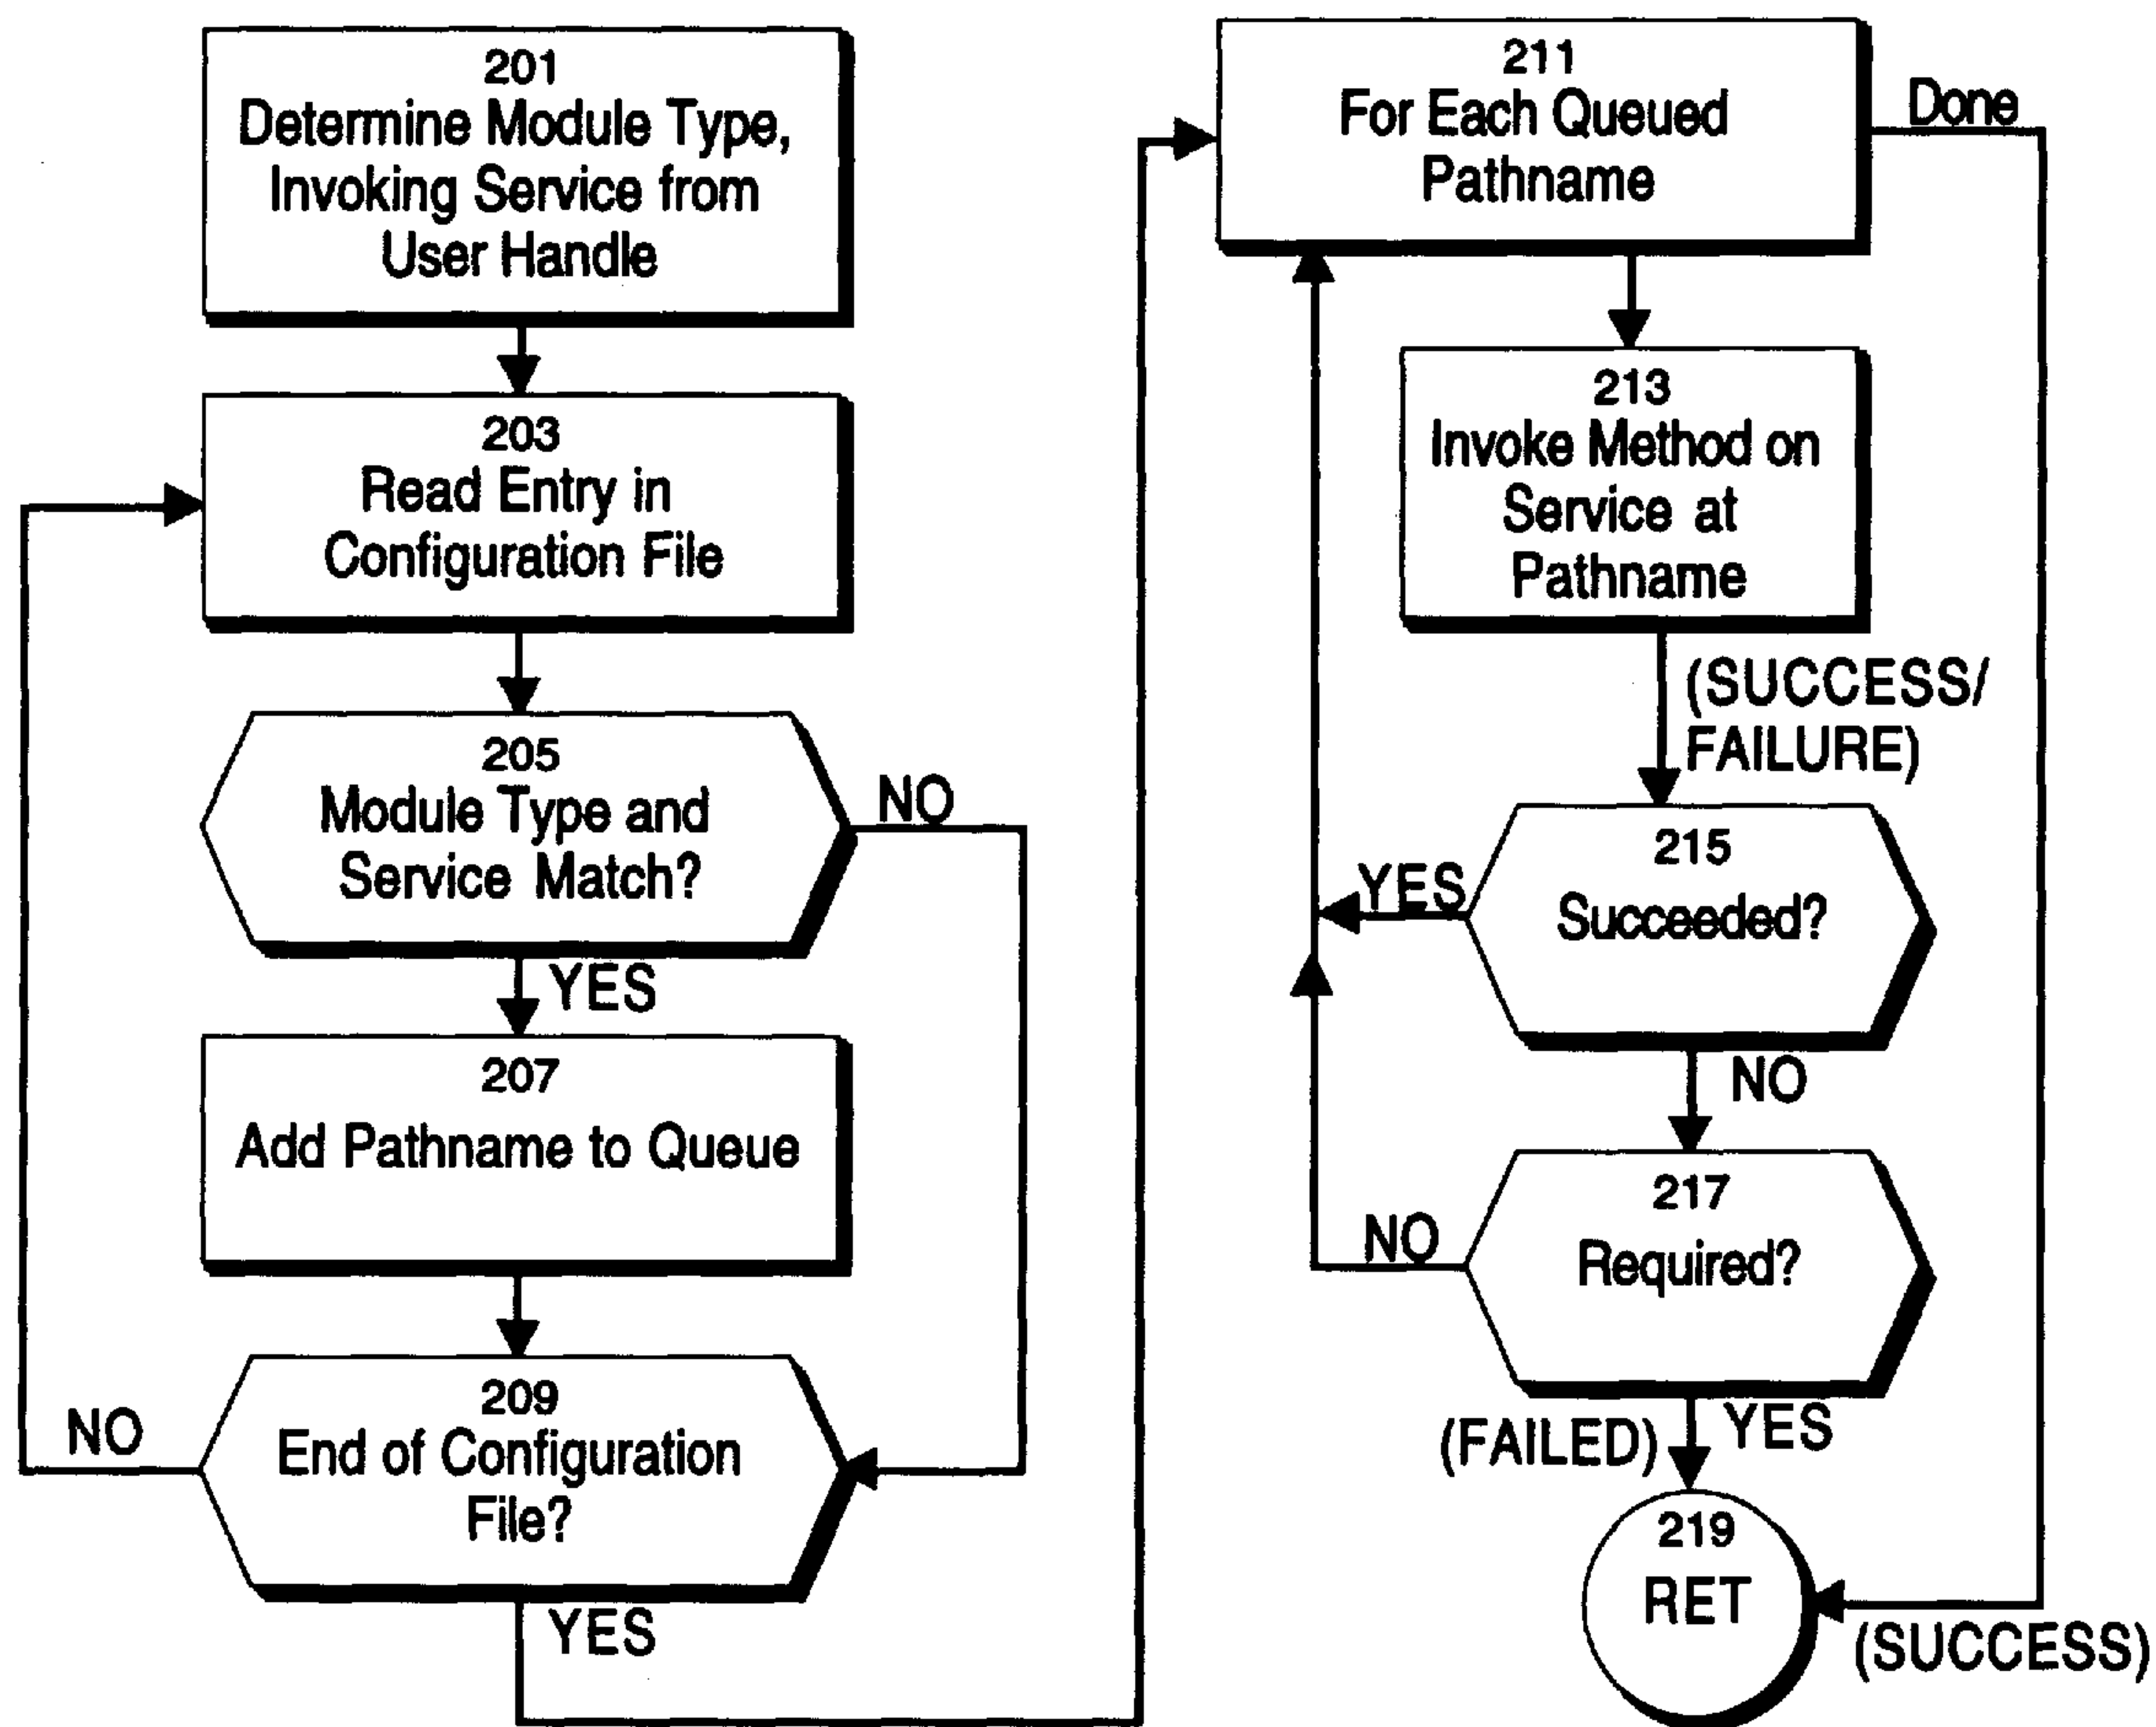 201
Determine Module Type,
Invoking Service from
User Handle
203
Read Entry in
Configuration File
205
Module Type and
Service Match?
NO
YES
207
Add Pathname to Queue
209
End of Configuration
File?
NO
YES
211
For Each Queued
Pathname
Done
213
Invoke Method on
Service at
Pathname
(SUCCESS/
FAILURE)
215
Succeeded?
YES
NO
217
Required?
NO
(FAILED)
YES
219
RET
(SUCCESS)